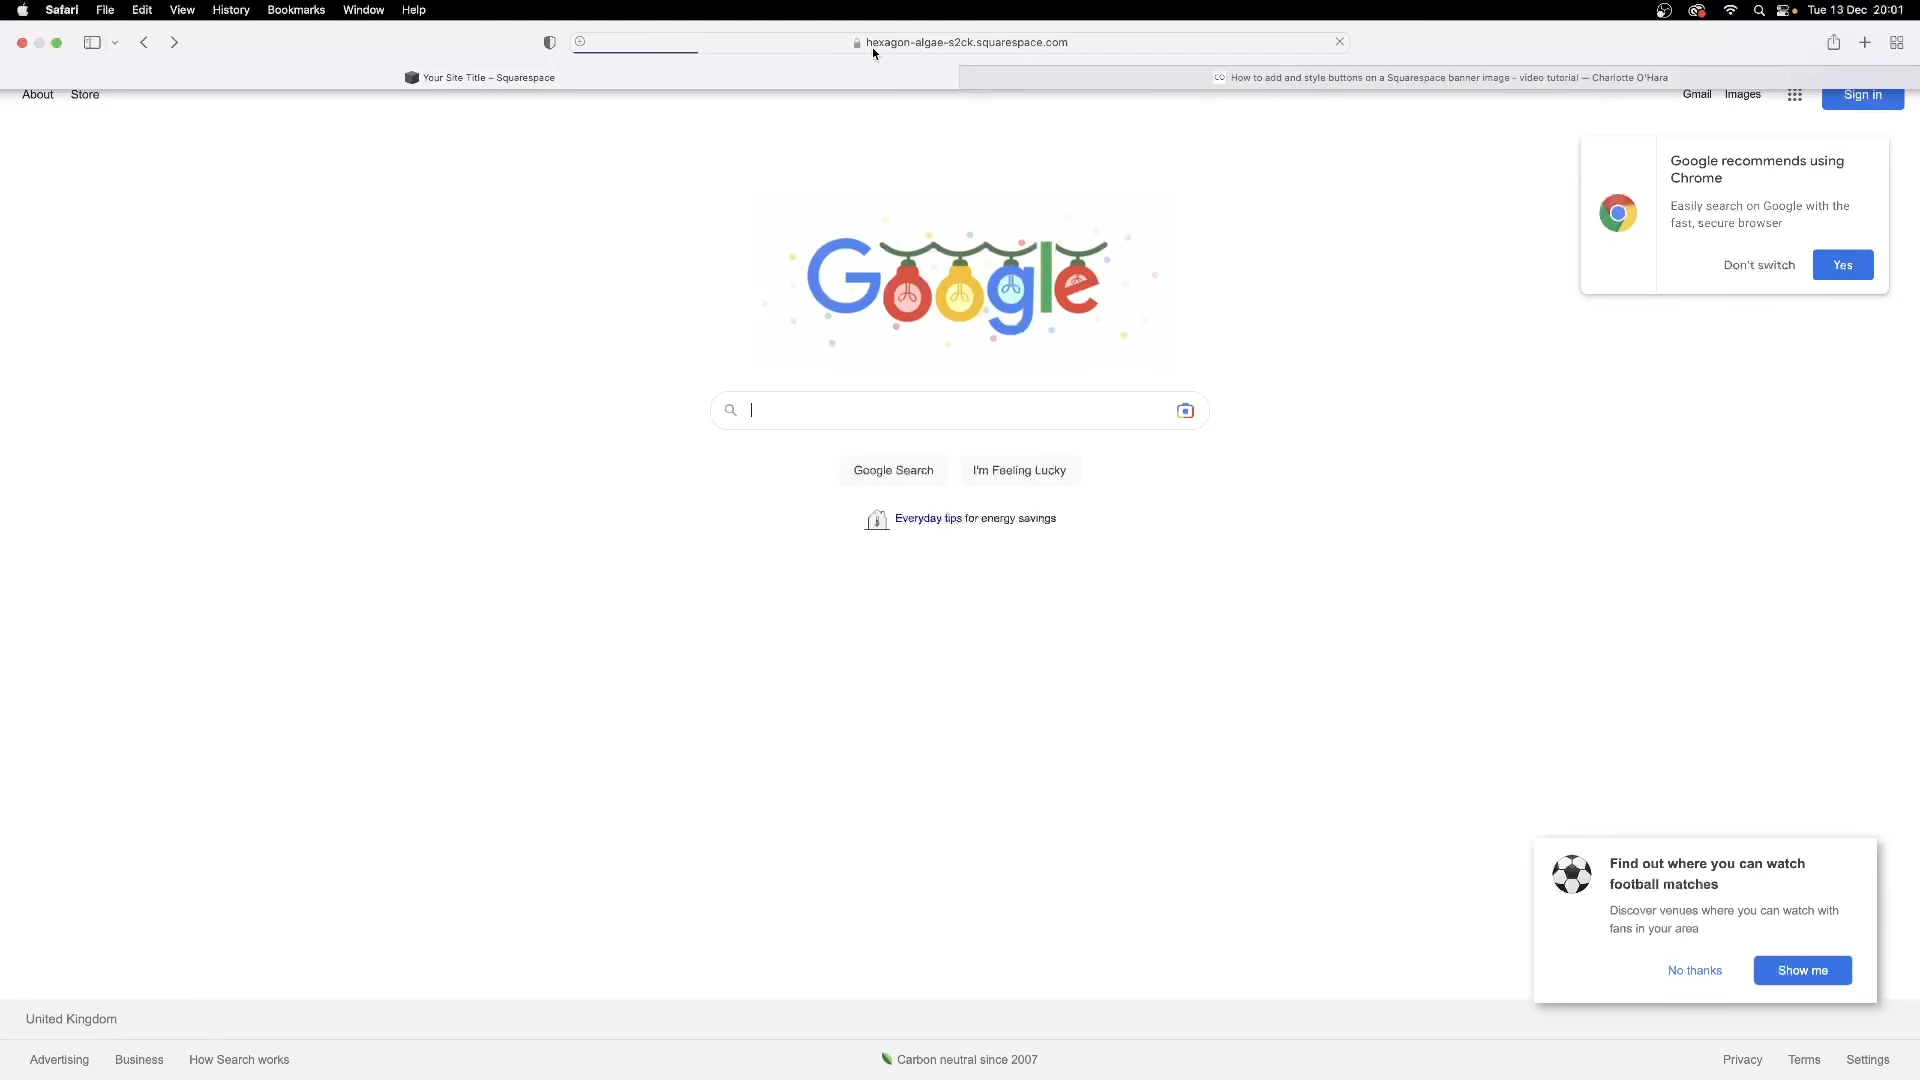 Safari File Edit View History Bookmarks Window Help Tue 13 Dec 20:01
hexagon-algae-s2ck.squarespace.com
Your Site Title – Squarespace
CO How to add and style buttons on a Squarespace banner image - video tutorial — Charlotte O'Hara
About Store Gmail Images Sign in
Google recommends using
Chrome
Easily search on Google with the
fast, secure browser
Don't switch Yes
Google
Google Search I'm Feeling Lucky
Everyday tips for energy savings
Find out where you can watch
football matches
Discover venues where you can watch with
fans in your area
No thanks Show me
United Kingdom
Advertising Business How Search works Carbon neutral since 2007 Privacy Terms Settings